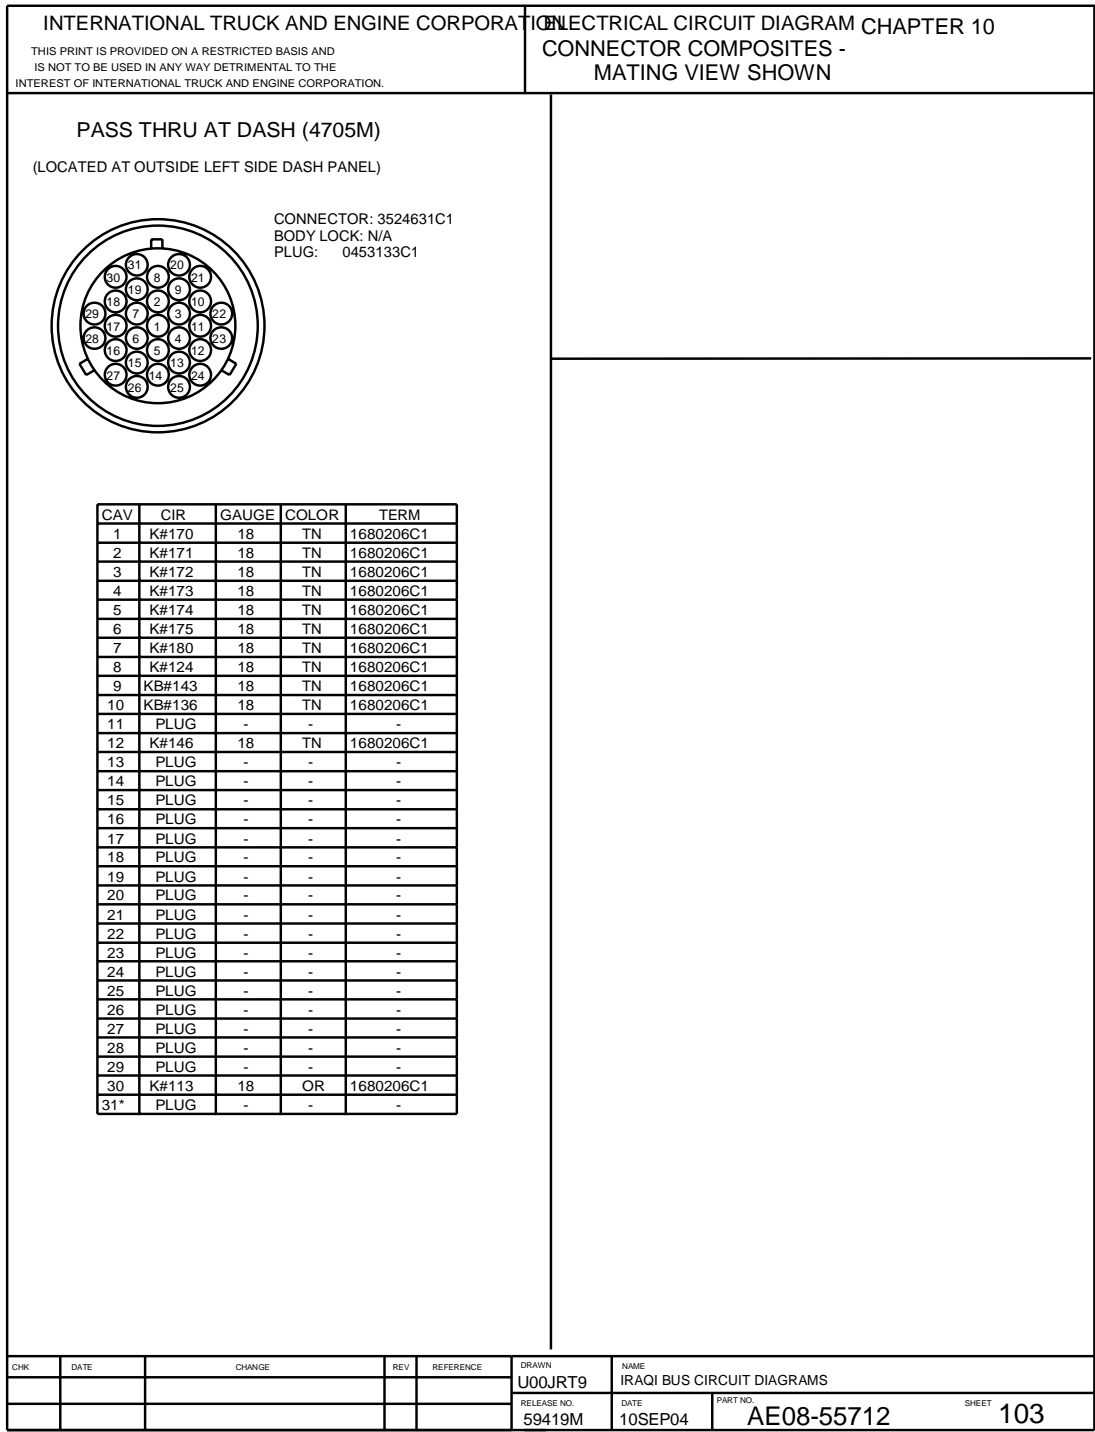 INTERNATIONAL TRUCK AND ENGINE CORPORATION
THIS PRINT IS PROVIDED ON A RESTRICTED BASIS AND
IS NOT TO BE USED IN ANY WAY DETRIMENTAL TO THE
INTEREST OF INTERNATIONAL TRUCK AND ENGINE CORPORATION.
ELECTRICAL CIRCUIT DIAGRAM CHAPTER 10
CONNECTOR COMPOSITES -
MATING VIEW SHOWN
PASS THRU AT DASH (4705M)
(LOCATED AT OUTSIDE LEFT SIDE DASH PANEL)
CONNECTOR: 3524631C1
BODY LOCK: N/A
PLUG: 0453133C1
31 20
30 8 21
19 9
18 2 10
29 7 3 22
17 1 11
28 6 4 23
16 5 12
15 13
27 14 24
26 25
CAV CIR GAUGE COLOR TERM
1 K#170 18 TN 1680206C1
2 K#171 18 TN 1680206C1
3 K#172 18 TN 1680206C1
4 K#173 18 TN 1680206C1
5 K#174 18 TN 1680206C1
6 K#175 18 TN 1680206C1
7 K#180 18 TN 1680206C1
8 K#124 18 TN 1680206C1
9 KB#143 18 TN 1680206C1
10 KB#136 18 TN 1680206C1
11 PLUG - - -
12 K#146 18 TN 1680206C1
13 PLUG - - -
14 PLUG - - -
15 PLUG - - -
16 PLUG - - -
17 PLUG - - -
18 PLUG - - -
19 PLUG - - -
20 PLUG - - -
21 PLUG - - -
22 PLUG - - -
23 PLUG - - -
24 PLUG - - -
25 PLUG - - -
26 PLUG - - -
27 PLUG - - -
28 PLUG - - -
29 PLUG - - -
30 K#113 18 OR 1680206C1
31* PLUG - - -
CHK DATE CHANGE REV REFERENCE
DRAWN
U00JRT9
NAME
IRAQI BUS CIRCUIT DIAGRAMS
RELEASE NO.
59419M
DATE
10SEP04
PART NO.
AE08-55712
SHEET 103